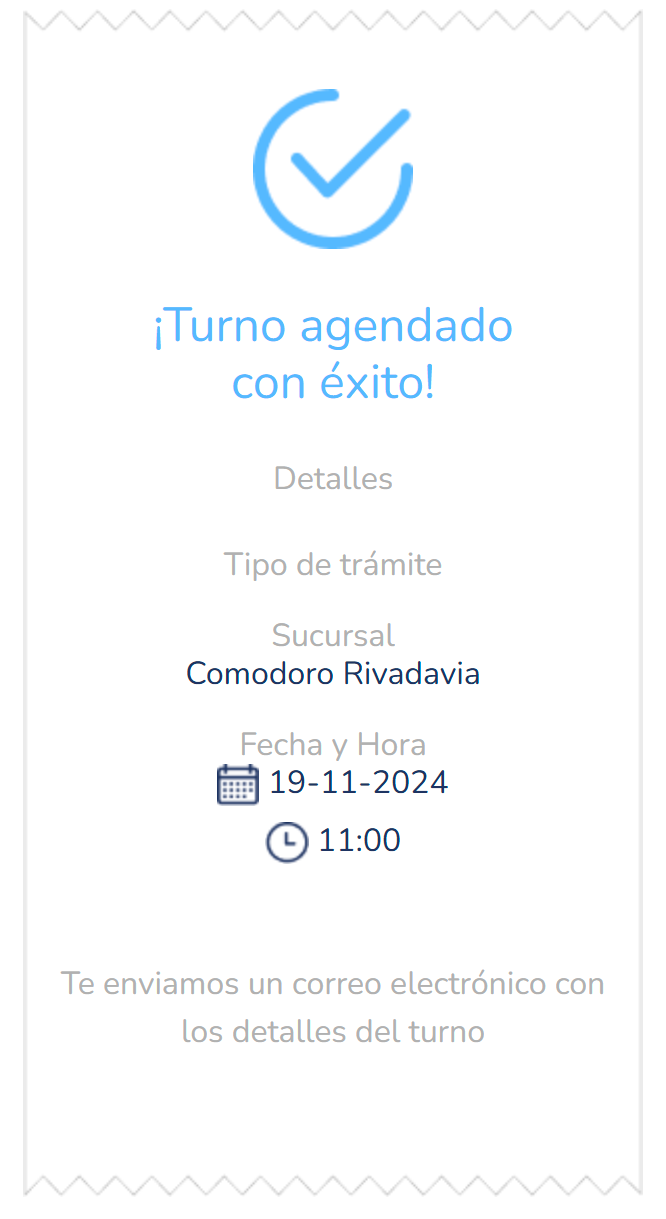 ¡Turno agendado
con éxito!
Detalles
Tipo de trámite
Sucursal
Comodoro Rivadavia
Fecha y Hora
19-11-2024
11:00
Te enviamos un correo electrónico con
los detalles del turno